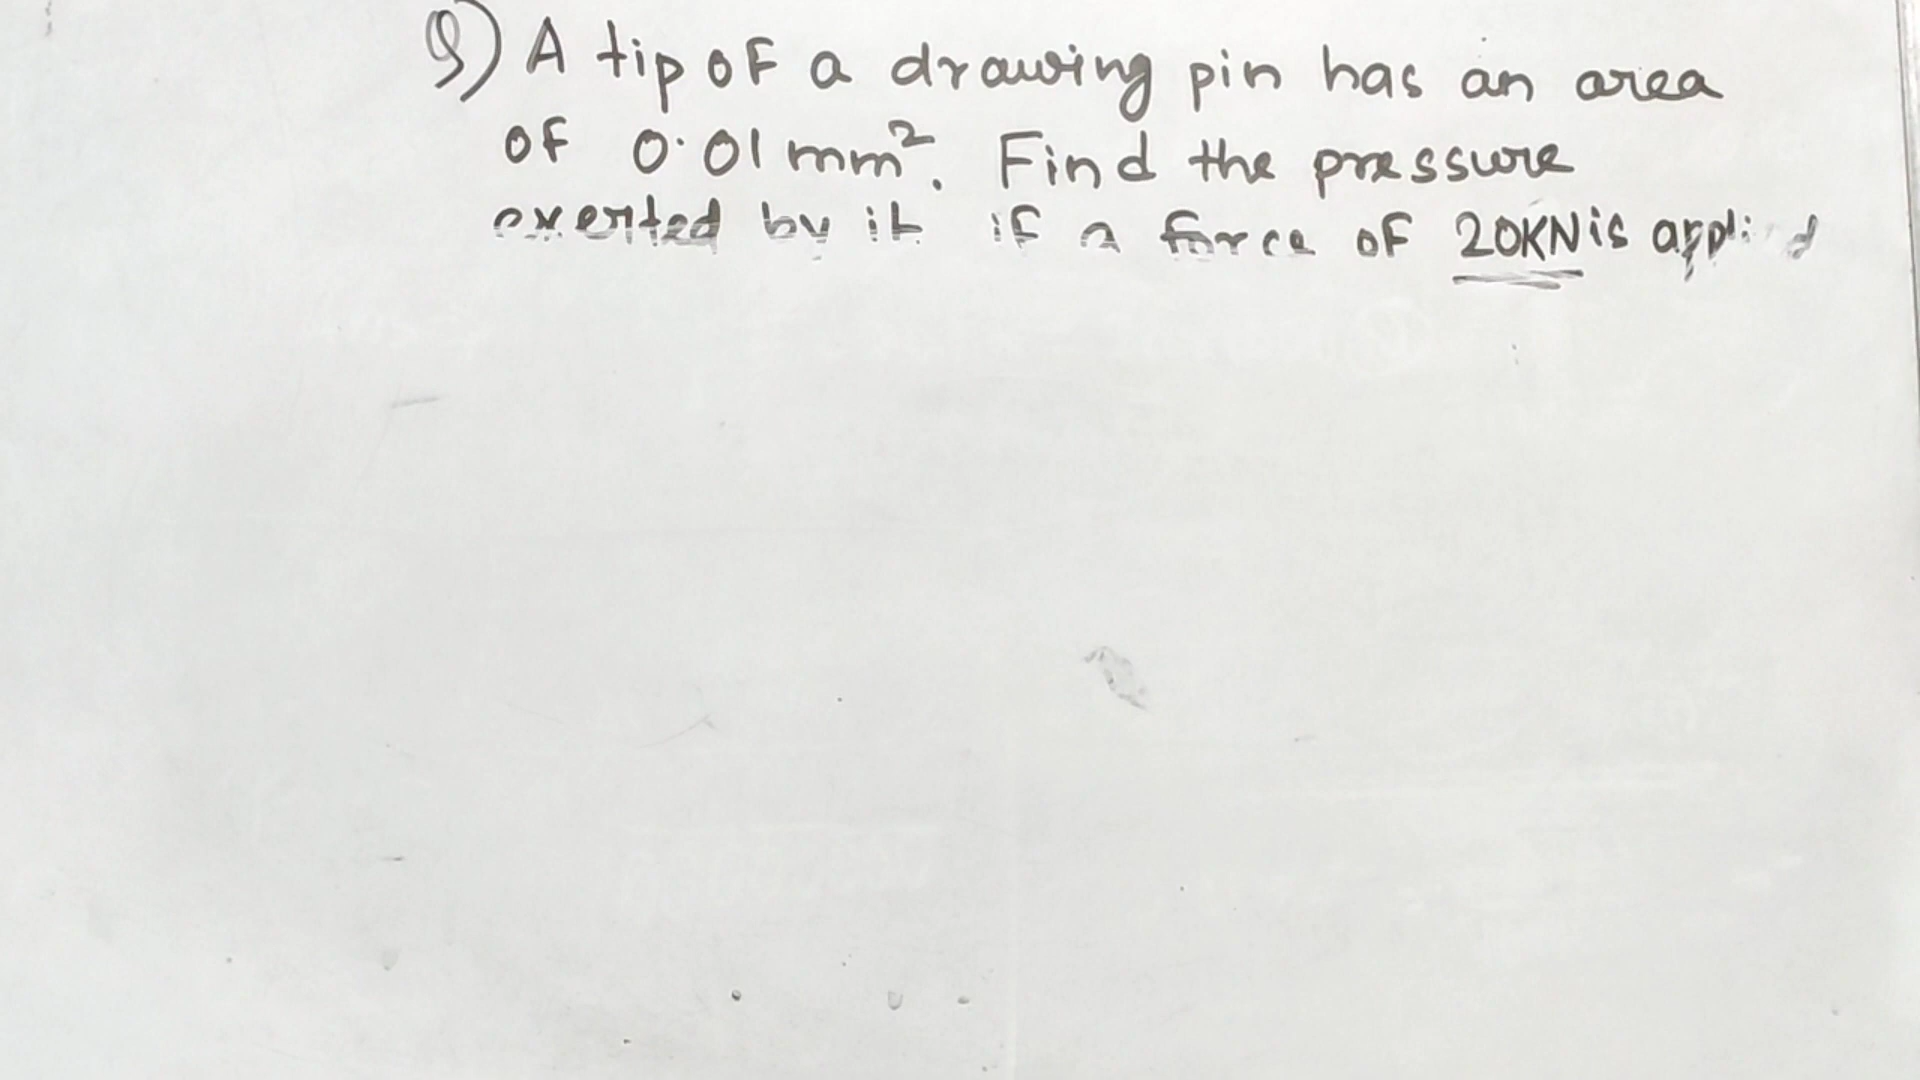 Q) A tip of a drawing pin has an area
of 0.01 mm². Find the pressure
exerted by it if a force of 20KN is applied